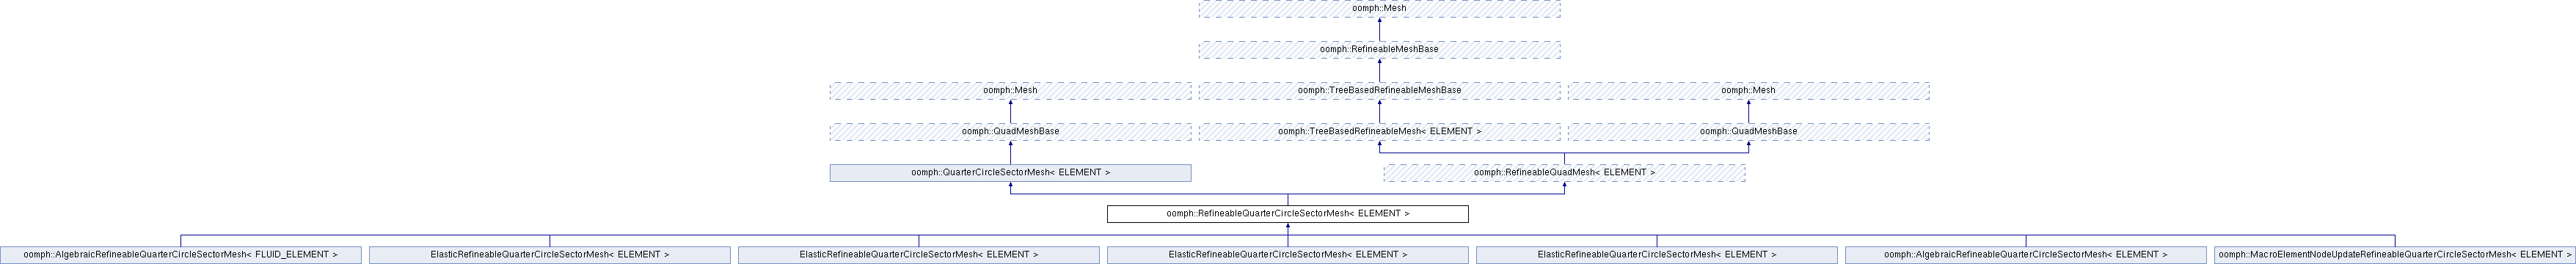 oomph::Mesh
oomph::RefineableMeshBase
oomph::Mesh
oomph::TreeBasedRefineableMeshBase
oomph::Mesh
oomph::QuadMeshBase
oomph::TreeBasedRefineableMesh< ELEMENT >
oomph::QuadMeshBase
oomph::QuarterCircleSectorMesh< ELEMENT >
oomph::RefineableQuadMesh< ELEMENT >
oomph::RefineableQuarterCircleSectorMesh< ELEMENT >
oomph::AlgebraicRefineableQuarterCircleSectorMesh< FLUID_ELEMENT >
ElasticRefineableQuarterCircleSectorMesh< ELEMENT >
ElasticRefineableQuarterCircleSectorMesh< ELEMENT >
ElasticRefineableQuarterCircleSectorMesh< ELEMENT >
ElasticRefineableQuarterCircleSectorMesh< ELEMENT >
oomph::AlgebraicRefineableQuarterCircleSectorMesh< ELEMENT >
oomph::MacroElementNodeUpdateRefineableQuarterCircleSectorMesh< ELEMENT >